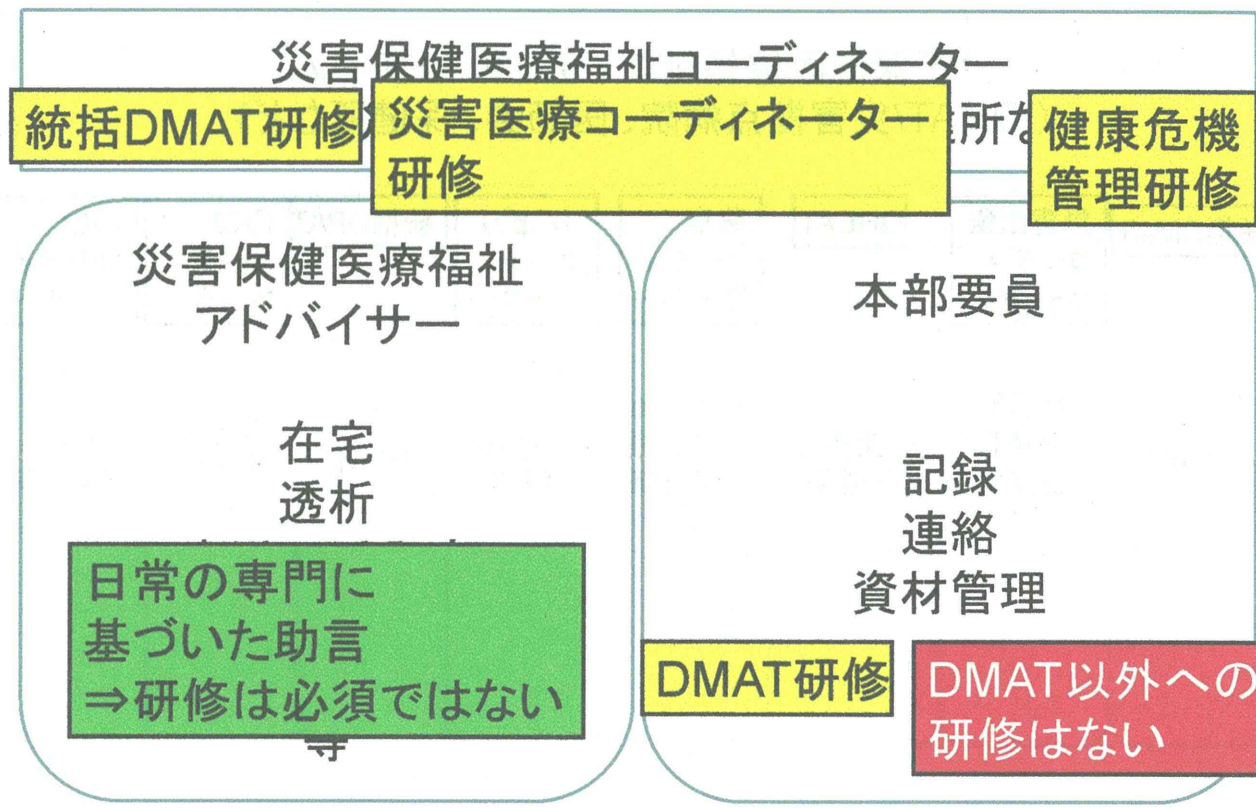 災害保健医療福祉コーディネーター
統括DMAT研修
災害医療コーディネーター
研修
所な
健康危機
管理研修
災害保健医療福祉
アドバイサー
在宅
透析
日常の専門に
基づいた助言
⇒研修は必須ではない
等
本部要員
記録
連絡
資材管理
DMAT研修
DMAT以外への
研修はない